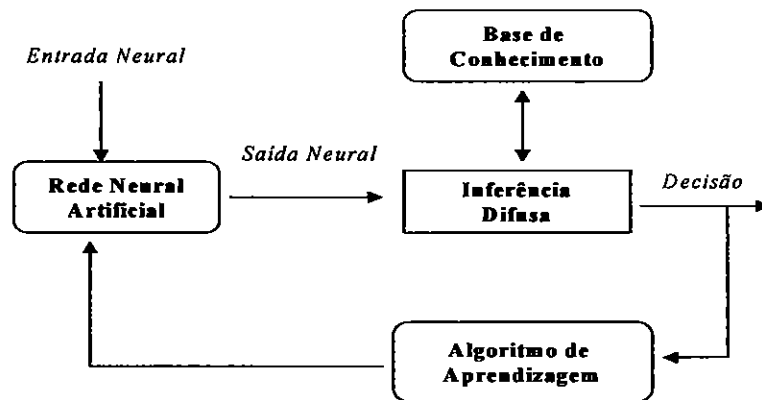 Base de
Conhecimento
Entrada Neural
Saída Neural
Rede Neural
Artificial
Inferência
Difusa
Decisão
Algoritmo de
Aprendizagem